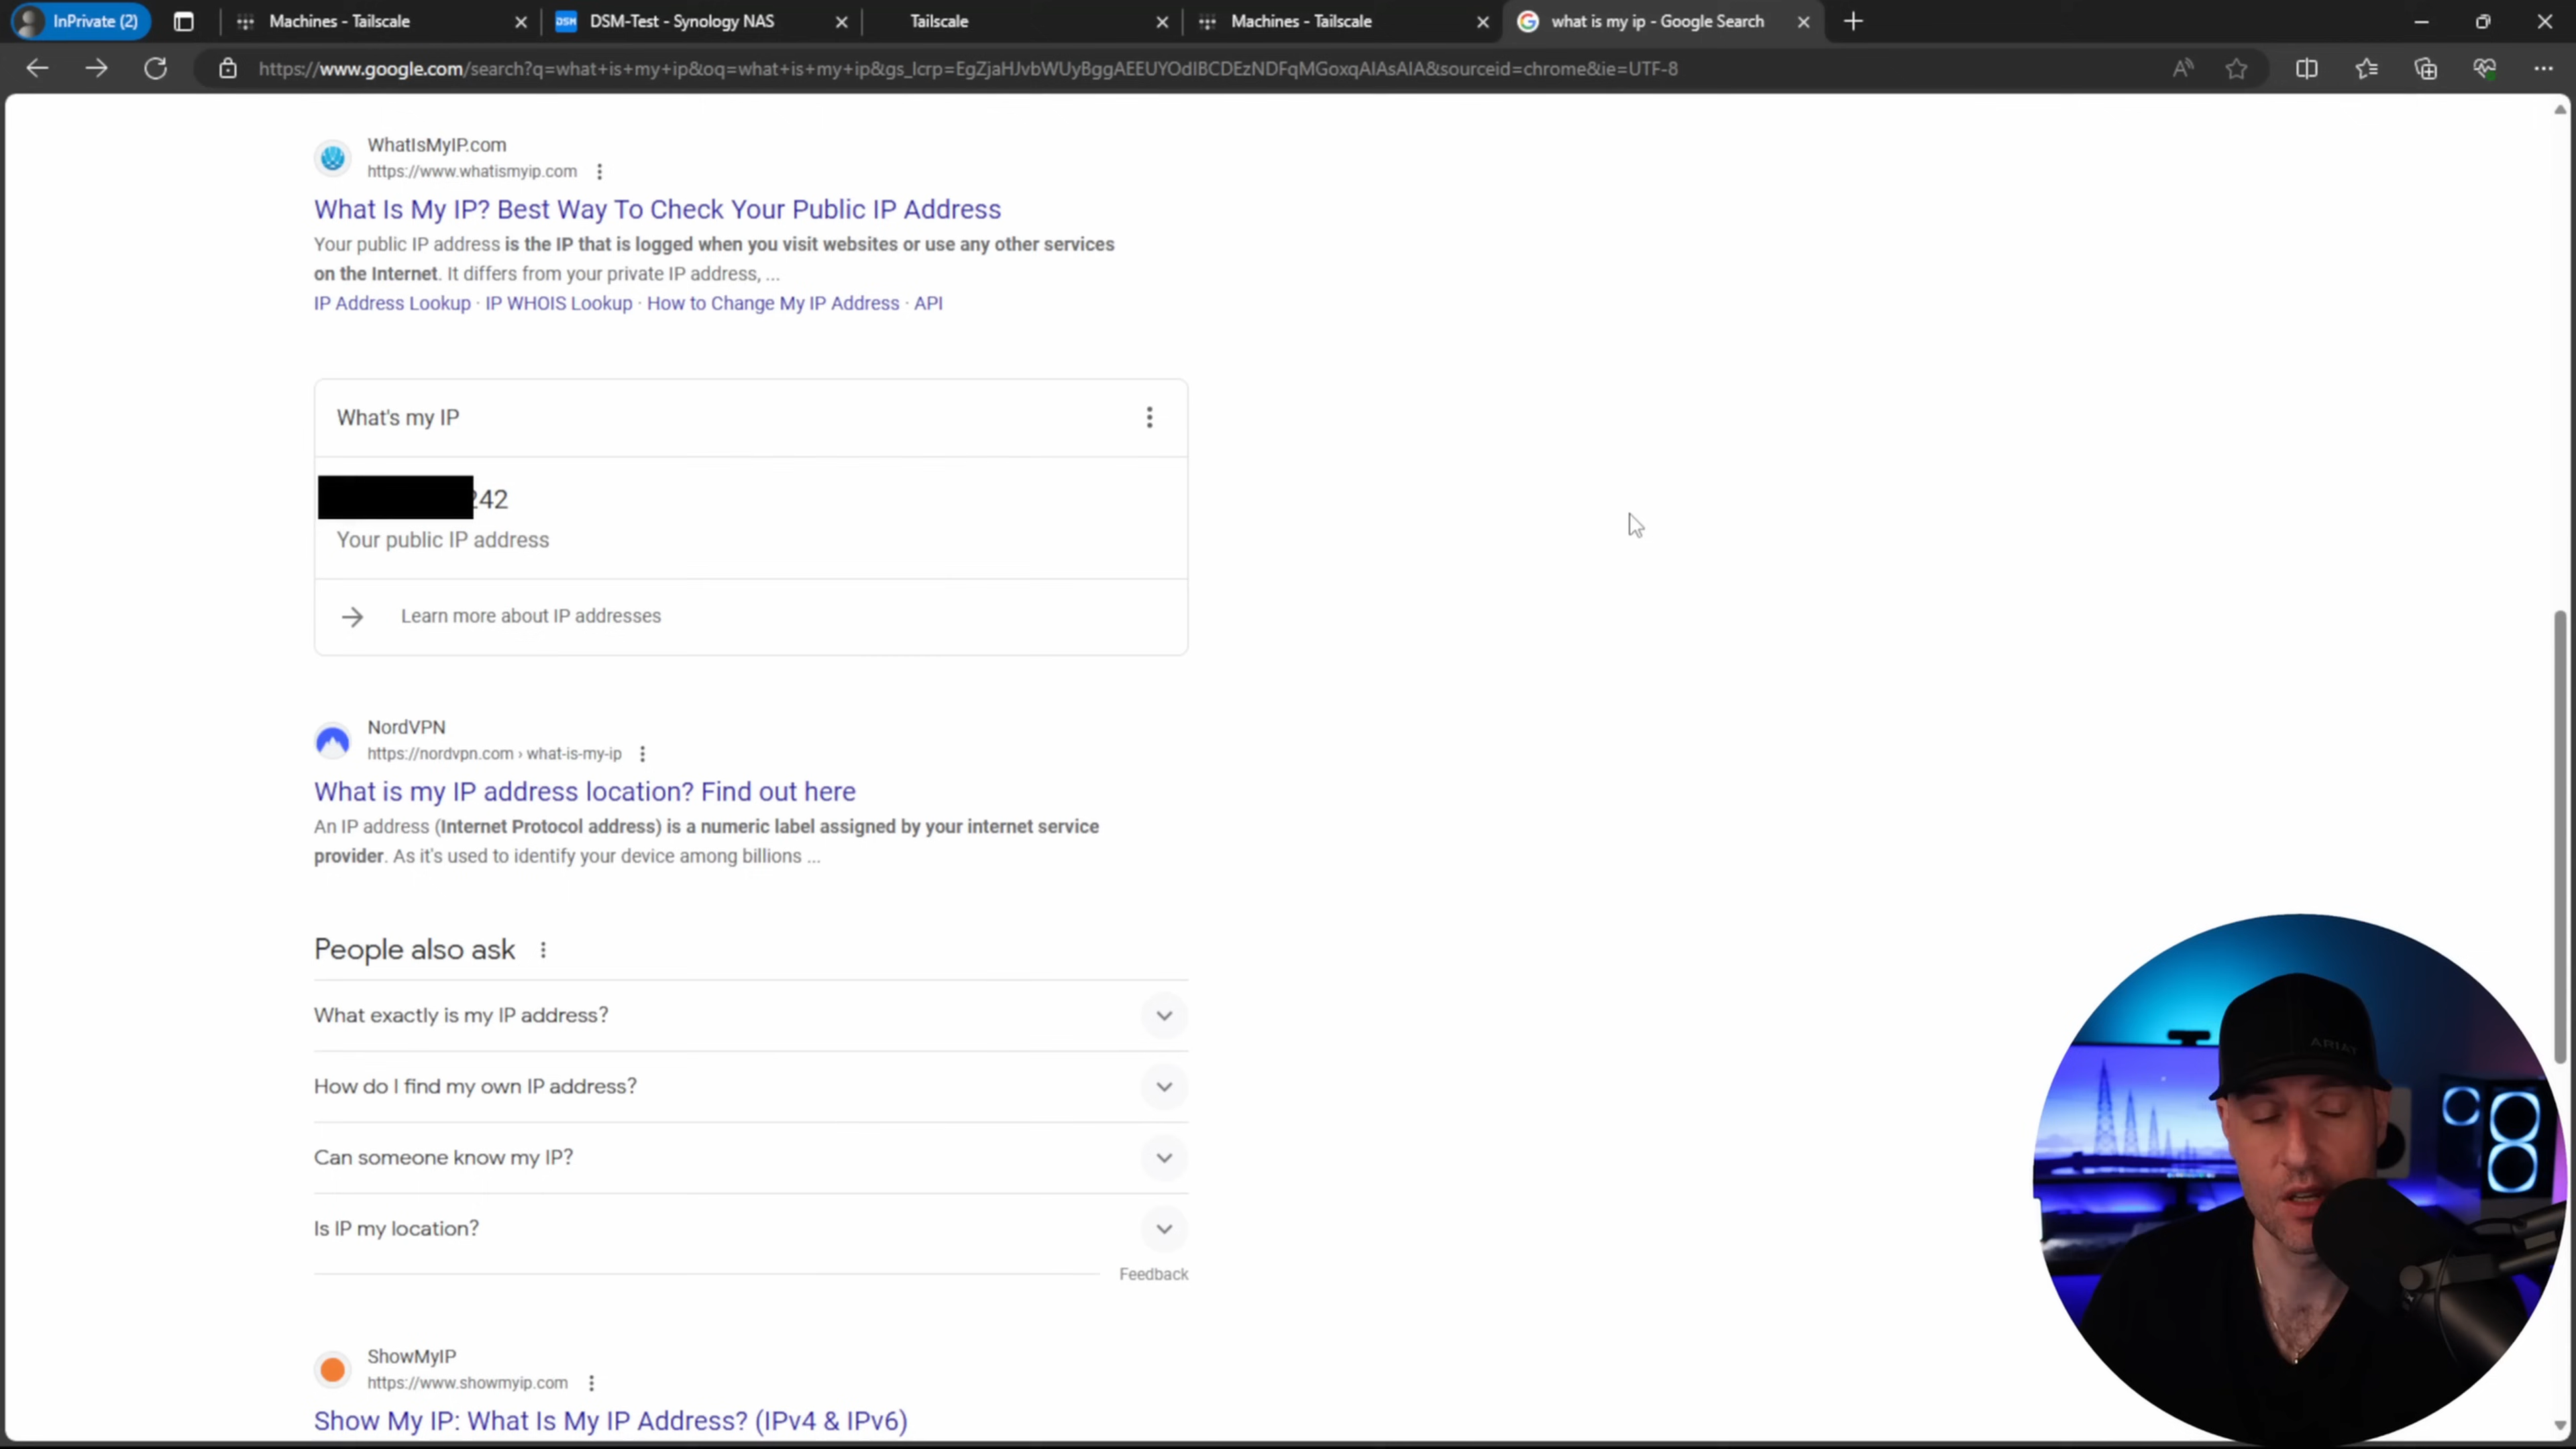 InPrivate (2)
Machines - Tailscale
DSM
DSM-Test - Synology NAS
Tailscale
Machines - Tailscale
what is my ip - Google Search
https://www.google.com/search?q=what+is+my+ip&oq=what+is+my+ip&gs_lcrp=EgZjaHJvbWUyBggAEEUYOdIBCDEzNDFqMGoxqAIAsAIA&sourceid=chrome&ie=UTF-8
WhatIsMyIP.com
https://www.whatismyip.com
What Is My IP? Best Way To Check Your Public IP Address
Your public IP address is the IP that is logged when you visit websites or use any other services
on the Internet. It differs from your private IP address, ...
IP Address Lookup · IP WHOIS Lookup · How to Change My IP Address · API
What's my IP
242
Your public IP address
Learn more about IP addresses
NordVPN
https://nordvpn.com › what-is-my-ip
What is my IP address location? Find out here
An IP address (Internet Protocol address) is a numeric label assigned by your internet service
provider. As it's used to identify your device among billions ...
People also ask
What exactly is my IP address?
How do I find my own IP address?
Can someone know my IP?
Is IP my location?
Feedback
ARIAT
ShowMyIP
https://www.showmyip.com
Show My IP: What Is My IP Address? (IPv4 & IPv6)